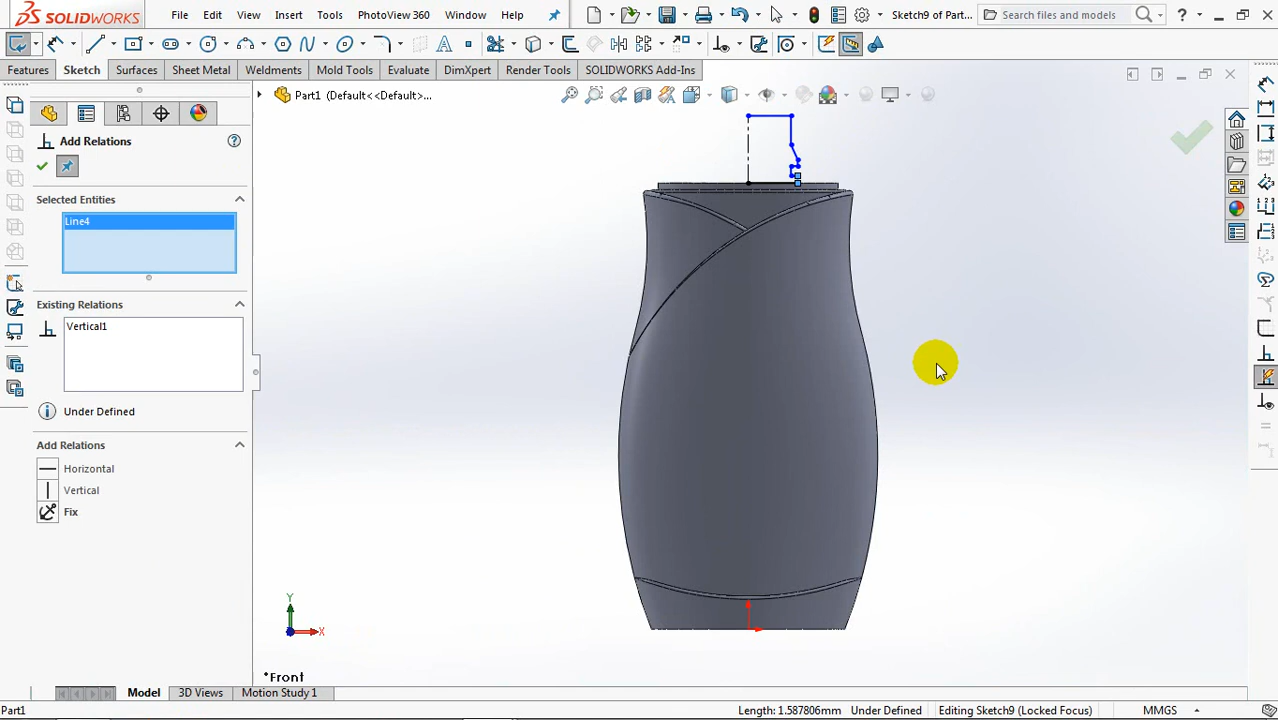 SOLIDWORKS File Edit View Insert Tools PhotoView 360 Window Help Sketch9 of Part... Search files and models ?
Features Sketch Surfaces Sheet Metal Weldments Mold Tools Evaluate DimXpert Render Tools SOLIDWORKS Add-Ins
Part1 (Default<<Default>...
Add Relations ?
Selected Entities
Line4
Existing Relations
Vertical1
Under Defined
Add Relations
Horizontal
Vertical
Fix
Y
X
*Front
Model 3D Views Motion Study 1
Part1 Length: 1.587806mm Under Defined Editing Sketch9 (Locked Focus) MMGS